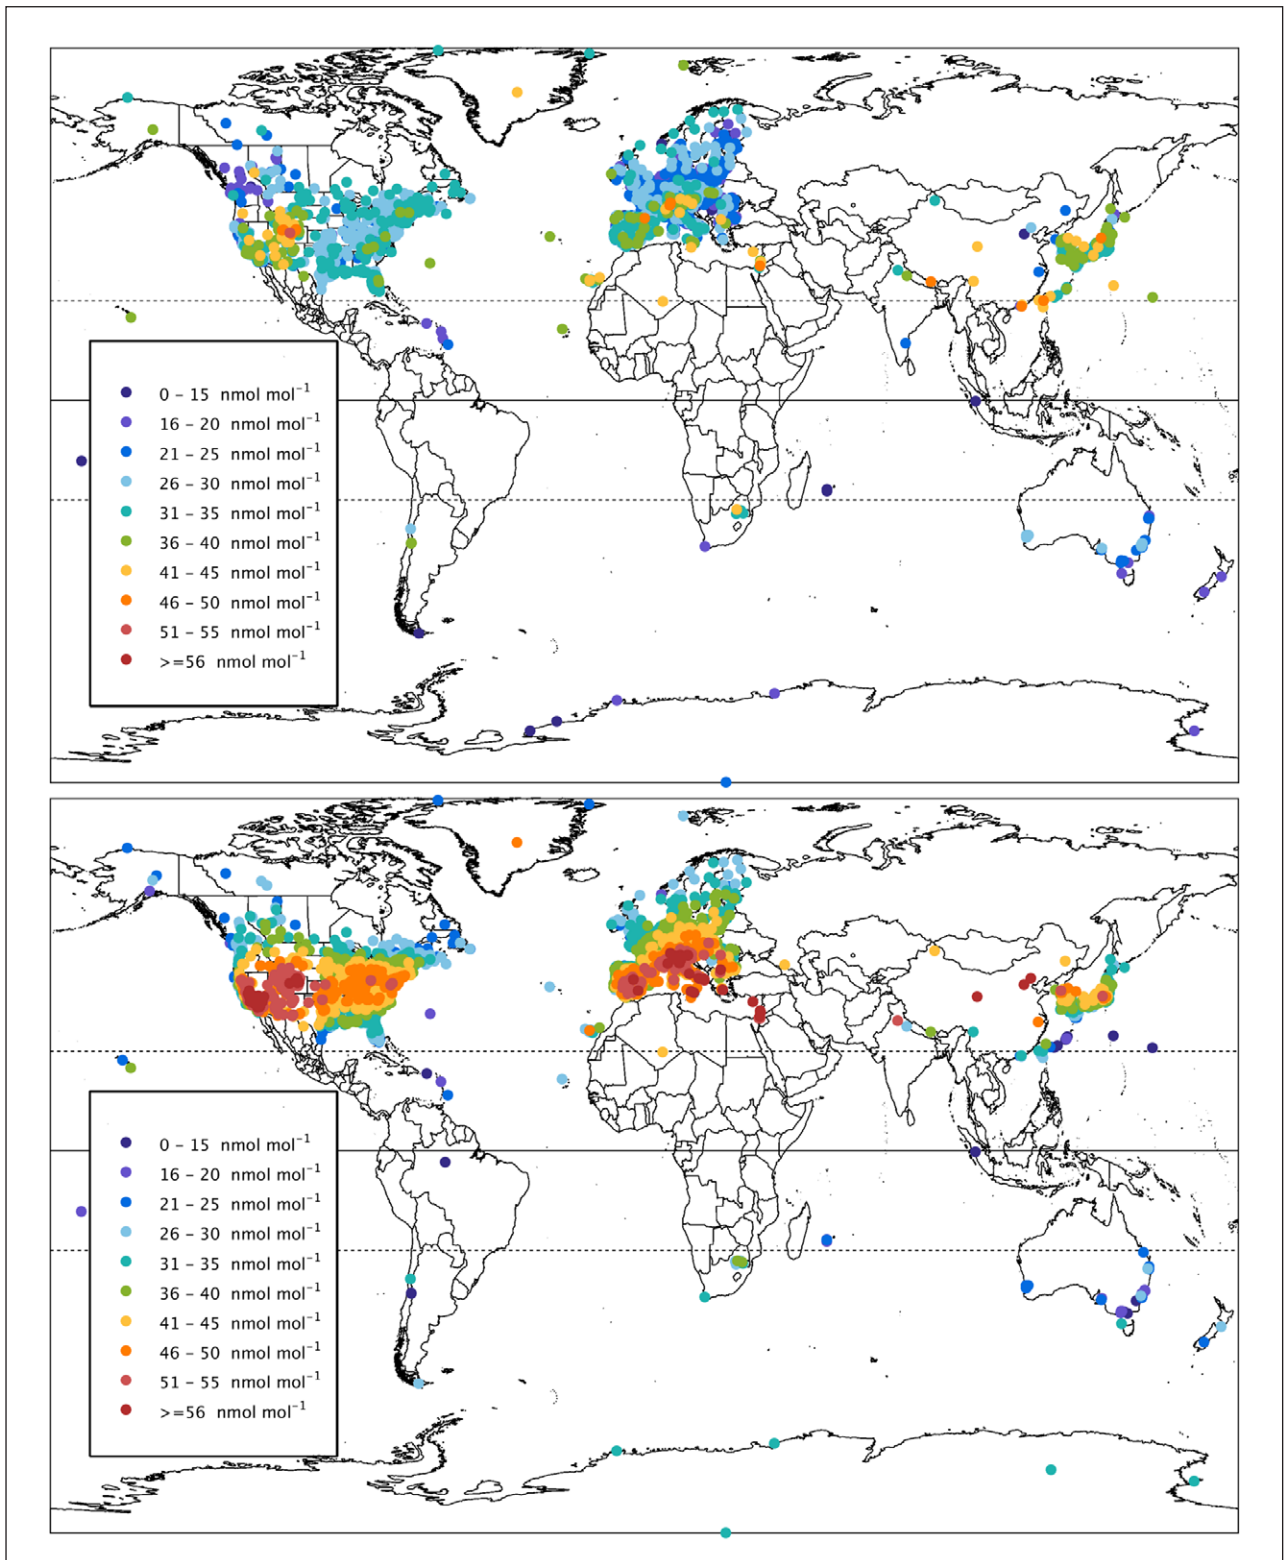 0 – 15 nmol mol⁻¹
16 – 20 nmol mol⁻¹
21 – 25 nmol mol⁻¹
26 – 30 nmol mol⁻¹
31 – 35 nmol mol⁻¹
36 – 40 nmol mol⁻¹
41 – 45 nmol mol⁻¹
46 – 50 nmol mol⁻¹
51 – 55 nmol mol⁻¹
>=56 nmol mol⁻¹
0 – 15 nmol mol⁻¹
16 – 20 nmol mol⁻¹
21 – 25 nmol mol⁻¹
26 – 30 nmol mol⁻¹
31 – 35 nmol mol⁻¹
36 – 40 nmol mol⁻¹
41 – 45 nmol mol⁻¹
46 – 50 nmol mol⁻¹
51 – 55 nmol mol⁻¹
>=56 nmol mol⁻¹